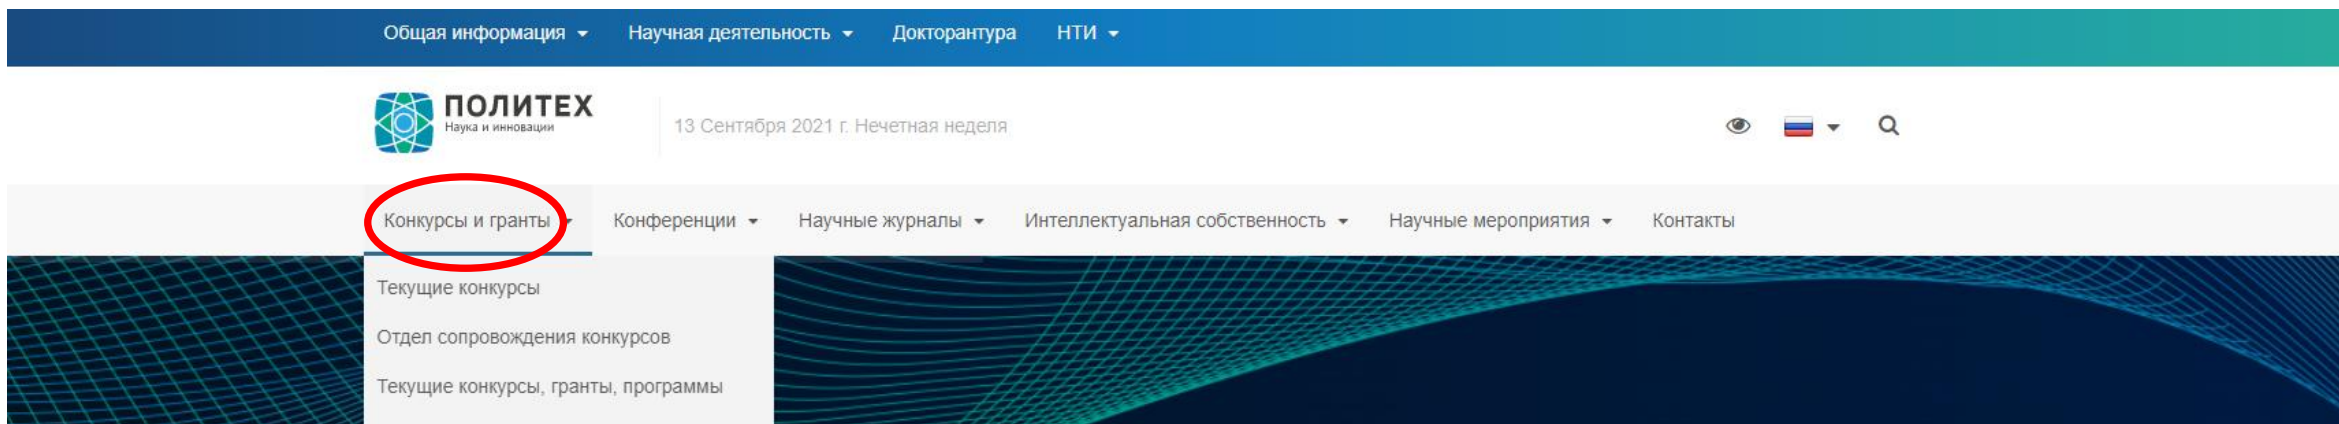 Общая информация Научная деятельность Докторантура НТИ
ПОЛИТЕХ
Наука и инновации
13 Сентября 2021 г. Нечетная неделя
Конкурсы и гранты Конференции Научные журналы Интеллектуальная собственность Научные мероприятия Контакты
Текущие конкурсы
Отдел сопровождения конкурсов
Текущие конкурсы, гранты, программы